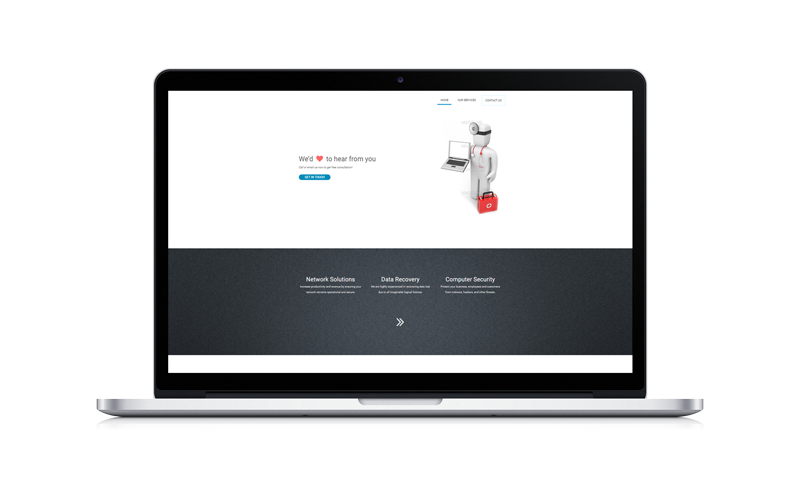 HOME OUR SERVICES CONTACT US
We'd ❤ to hear from you
Call or email us now to get free consultation!
GET IN TOUCH
Network Solutions
Increase productivity and revenue by ensuring your
network remains operational and secure.
Data Recovery
We are highly experienced in recovering data loss
due to all imaginable logical failures.
Computer Security
Protect your business, employees and customers
from malware, hackers and other threats.